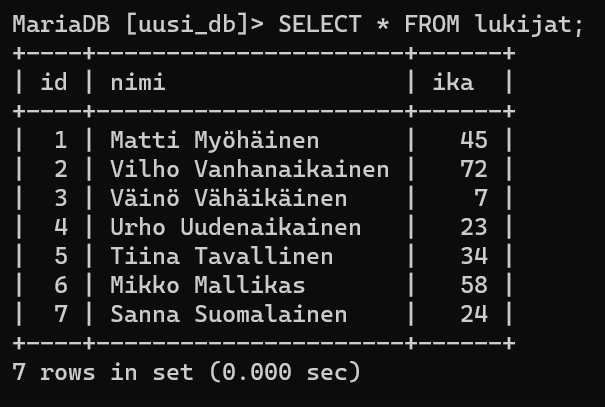 MariaDB [uusi_db]> SELECT * FROM lukijat;
+----+----------------------+------+
| id | nimi                 | ika  |
+----+----------------------+------+
|  1 | Matti Myöhäinen      |   45 |
|  2 | Vilho Vanhanaikainen |   72 |
|  3 | Väinö Vähäikäinen    |    7 |
|  4 | Urho Uudenaikainen   |   23 |
|  5 | Tiina Tavallinen     |   34 |
|  6 | Mikko Mallikas       |   58 |
|  7 | Sanna Suomalainen    |   24 |
+----+----------------------+------+
7 rows in set (0.000 sec)